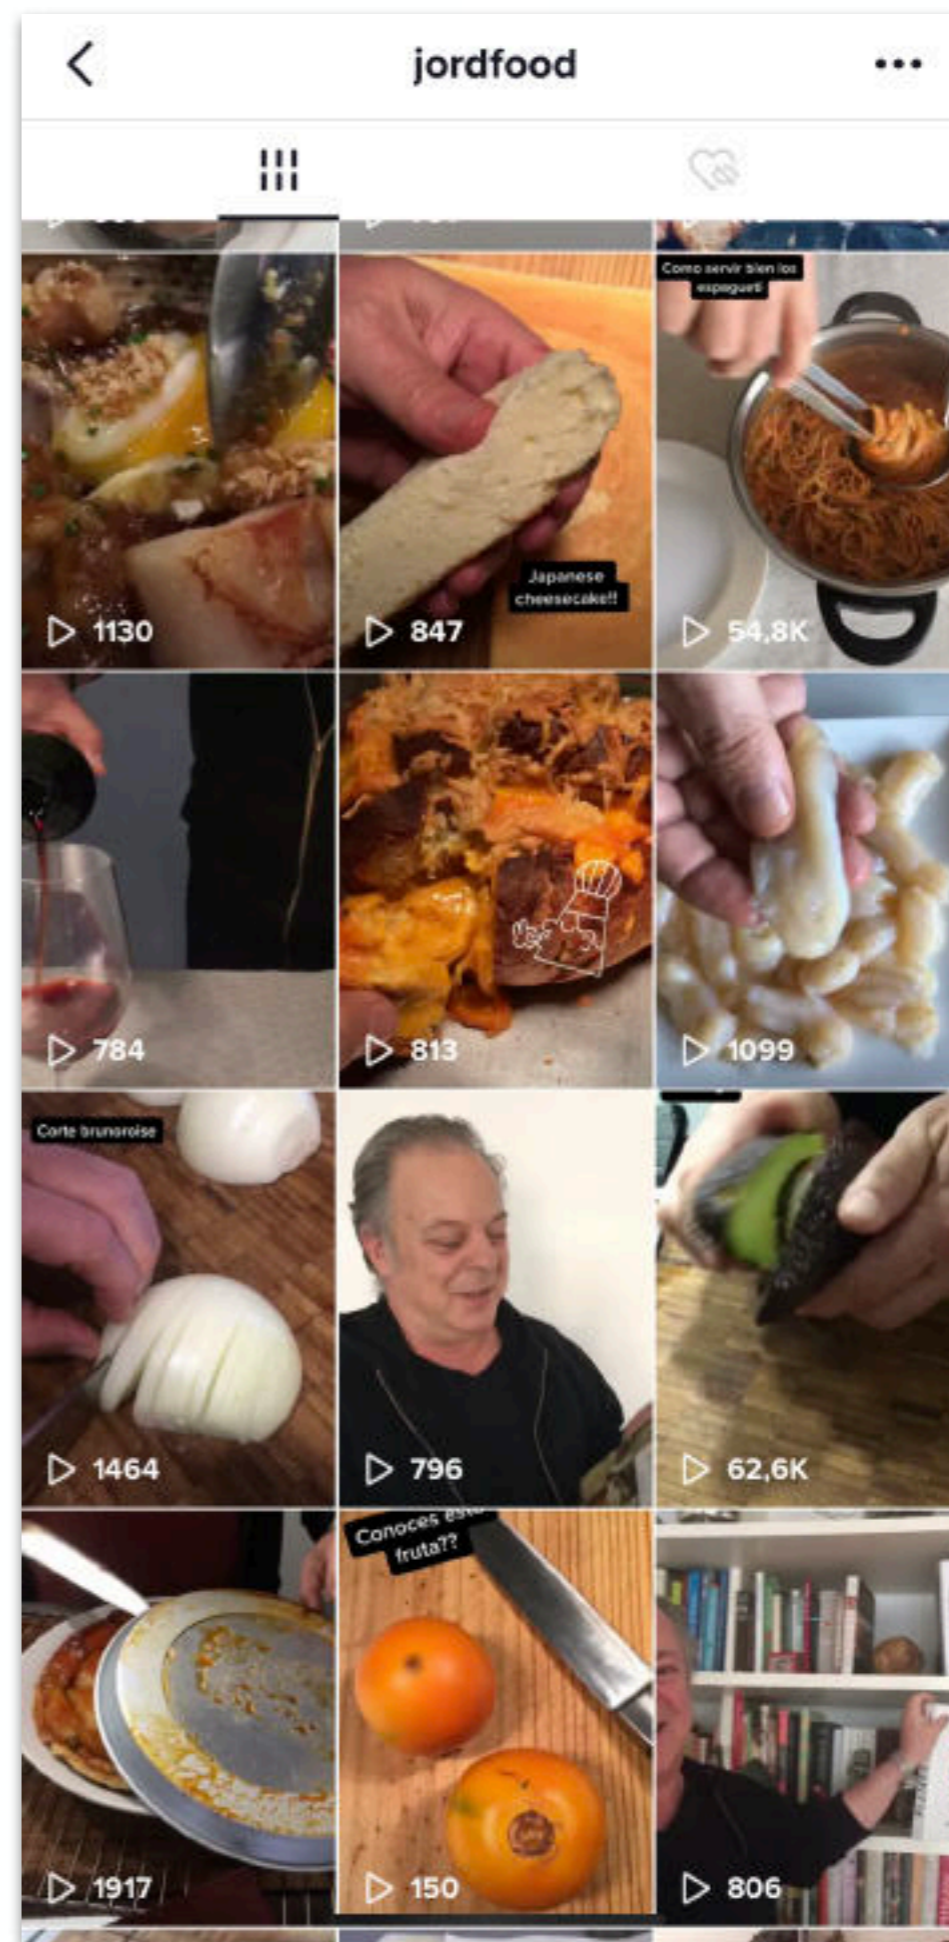 jordfood
Como servir bien los
espagueti
Japanese
cheesecake!!
1130
847
54,8K
784
813
1099
Corte brunoroise
1464
796
62,6K
Conoces esta
fruta??
1917
150
806